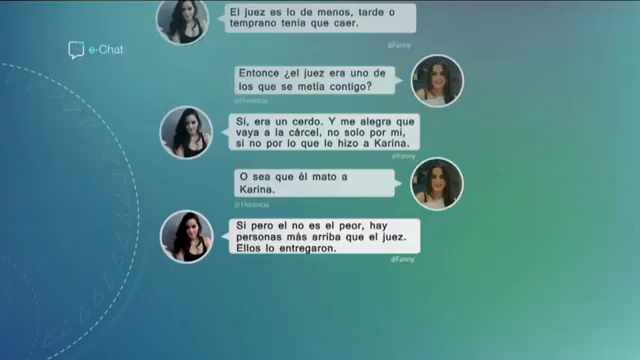 El juez es lo de menos, tarde o
temprano tenía que caer.
@Fanny
e-Chat
Entonce ¿el juez era uno de
los que se metía contigo?
@Florencia
Si, era un cerdo. Y me alegra que
vaya a la cárcel, no solo por mi,
si no por lo que le hizo a Karina.
@Fanny
O sea que él mato a
Karina.
@Florencia
Si pero el no es el peor, hay
personas más arriba que el juez.
Ellos lo entregaron.
@Fanny